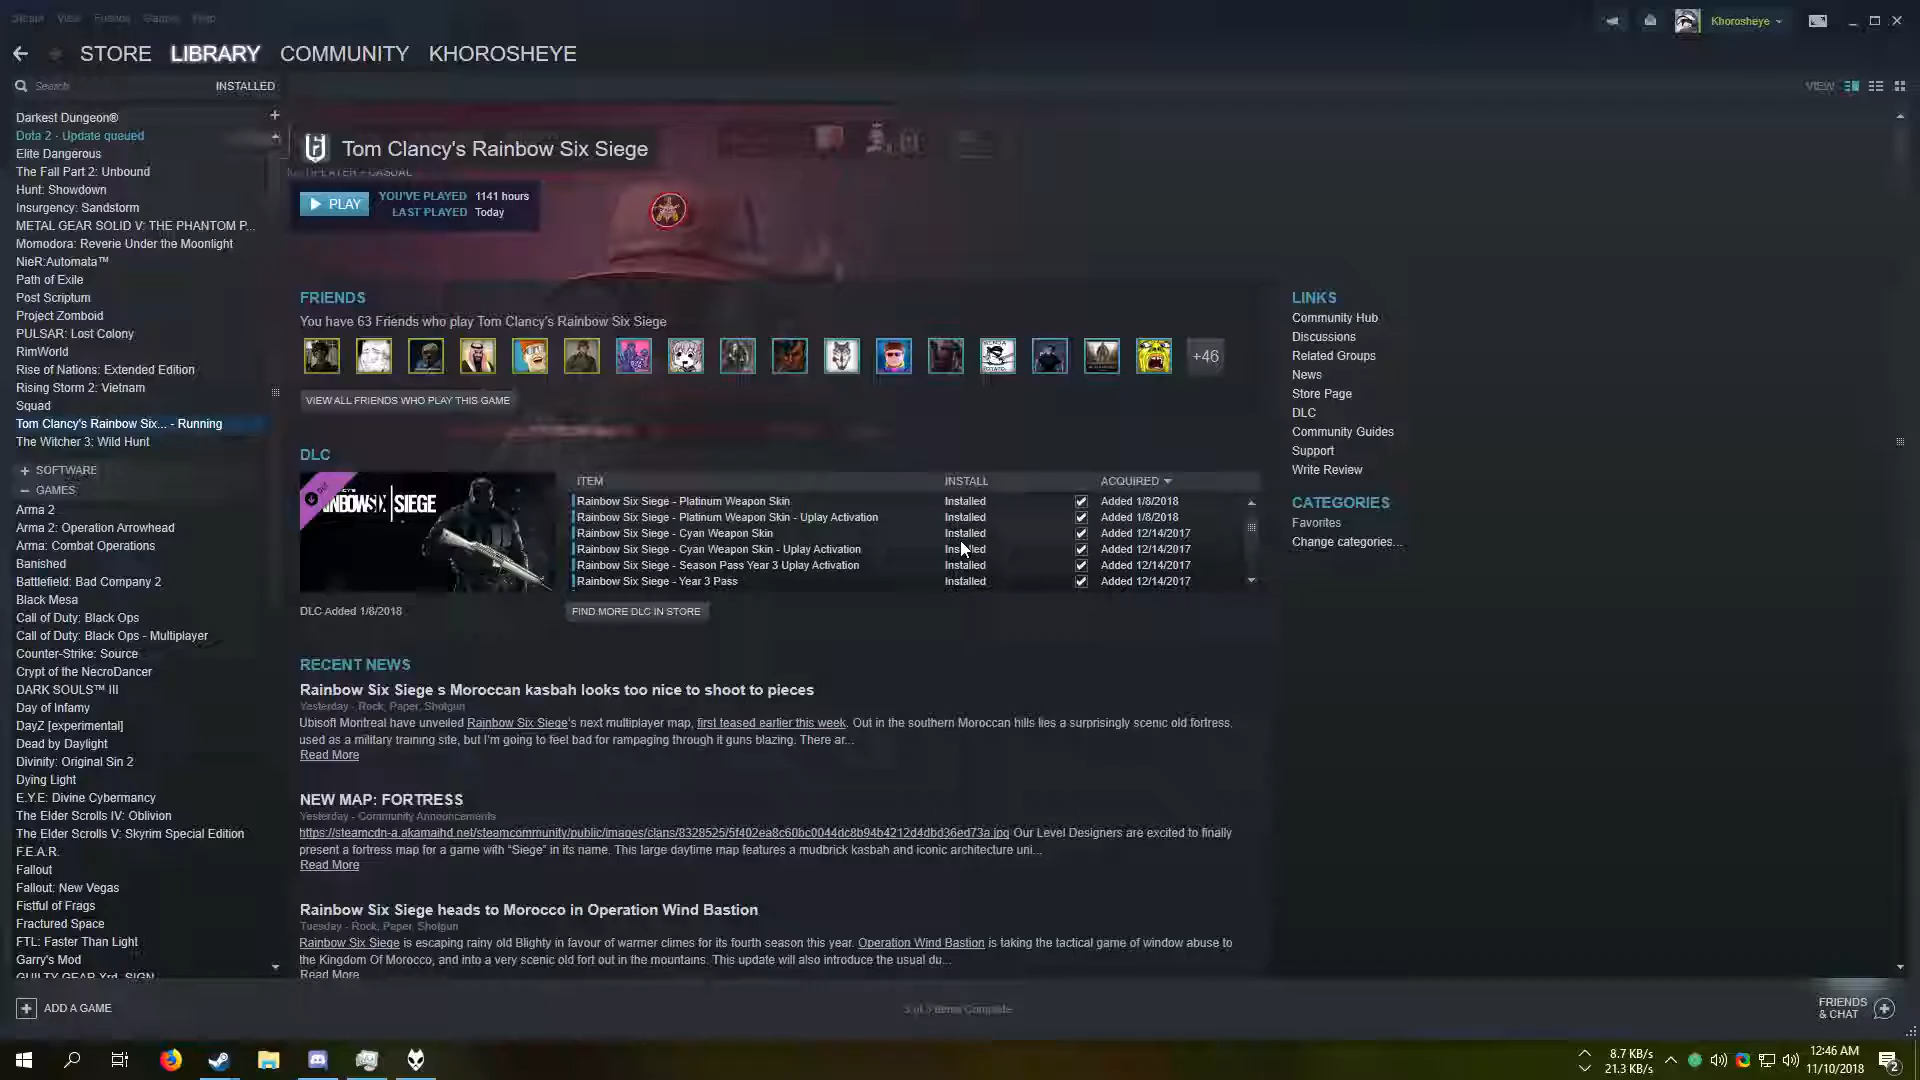 Steam View Friends Games Help
Khorosheye
STORE LIBRARY COMMUNITY KHOROSHEYE
Search INSTALLED
VIEW
Darkest Dungeon®
Dota 2 - Update queued
Elite Dangerous
The Fall Part 2: Unbound
Hunt: Showdown
Insurgency: Sandstorm
METAL GEAR SOLID V: THE PHANTOM P...
Momodora: Reverie Under the Moonlight
NieR:Automata™
Path of Exile
Post Scriptum
Project Zomboid
PULSAR: Lost Colony
RimWorld
Rise of Nations: Extended Edition
Rising Storm 2: Vietnam
Squad
Tom Clancy's Rainbow Six... - Running
The Witcher 3: Wild Hunt
+ SOFTWARE
− GAMES
Arma 2
Arma 2: Operation Arrowhead
Arma: Combat Operations
Banished
Battlefield: Bad Company 2
Black Mesa
Call of Duty: Black Ops
Call of Duty: Black Ops - Multiplayer
Counter-Strike: Source
Crypt of the NecroDancer
DARK SOULS™ III
Day of Infamy
DayZ [experimental]
Dead by Daylight
Divinity: Original Sin 2
Dying Light
E.Y.E: Divine Cybermancy
The Elder Scrolls IV: Oblivion
The Elder Scrolls V: Skyrim Special Edition
F.E.A.R.
Fallout
Fallout: New Vegas
Fistful of Frags
Fractured Space
FTL: Faster Than Light
Garry's Mod
GUILTY GEAR Xrd -SIGN-
Tom Clancy's Rainbow Six Siege
MULTIPLAYER > CASUAL
PLAY
YOU'VE PLAYED 1141 hours
LAST PLAYED Today
FRIENDS
You have 63 Friends who play Tom Clancy's Rainbow Six Siege
+46
VIEW ALL FRIENDS WHO PLAY THIS GAME
DLC
ITEM INSTALL ACQUIRED
Rainbow Six Siege - Platinum Weapon Skin Installed Added 1/8/2018
Rainbow Six Siege - Platinum Weapon Skin - Uplay Activation Installed Added 1/8/2018
Rainbow Six Siege - Cyan Weapon Skin Installed Added 12/14/2017
Rainbow Six Siege - Cyan Weapon Skin - Uplay Activation Installed Added 12/14/2017
Rainbow Six Siege - Season Pass Year 3 Uplay Activation Installed Added 12/14/2017
Rainbow Six Siege - Year 3 Pass Installed Added 12/14/2017
DLC Added 1/8/2018
FIND MORE DLC IN STORE
RECENT NEWS
Rainbow Six Siege s Moroccan kasbah looks too nice to shoot to pieces
Yesterday - Rock, Paper, Shotgun
Ubisoft Montreal have unveiled Rainbow Six Siege's next multiplayer map, first teased earlier this week. Out in the southern Moroccan hills lies a surprisingly scenic old fortress,
used as a military training site, but I'm going to feel bad for rampaging through it guns blazing. There ar...
Read More
NEW MAP: FORTRESS
Yesterday - Community Announcements
https://steamcdn-a.akamaihd.net/steamcommunity/public/images/clans/8328525/5f402ea8c60bc0044dc8b94b4212d4dbd36ed73a.jpg Our Level Designers are excited to finally
present a fortress map for a game with "Siege" in its name. This large daytime map features a mudbrick kasbah and iconic architecture uni...
Read More
Rainbow Six Siege heads to Morocco in Operation Wind Bastion
Tuesday - Rock, Paper, Shotgun
Rainbow Six Siege is escaping rainy old Blighty in favour of warmer climes for its fourth season this year. Operation Wind Bastion is taking the tactical game of window abuse to
the Kingdom Of Morocco, and into a very scenic old fort out in the mountains. This update will also introduce the usual du...
Read More
LINKS
Community Hub
Discussions
Related Groups
News
Store Page
DLC
Community Guides
Support
Write Review
CATEGORIES
Favorites
Change categories...
ADD A GAME
Items Complete
FRIENDS
& CHAT
8.7 KB/s
21.3 KB/s
12:46 AM
11/10/2018
2